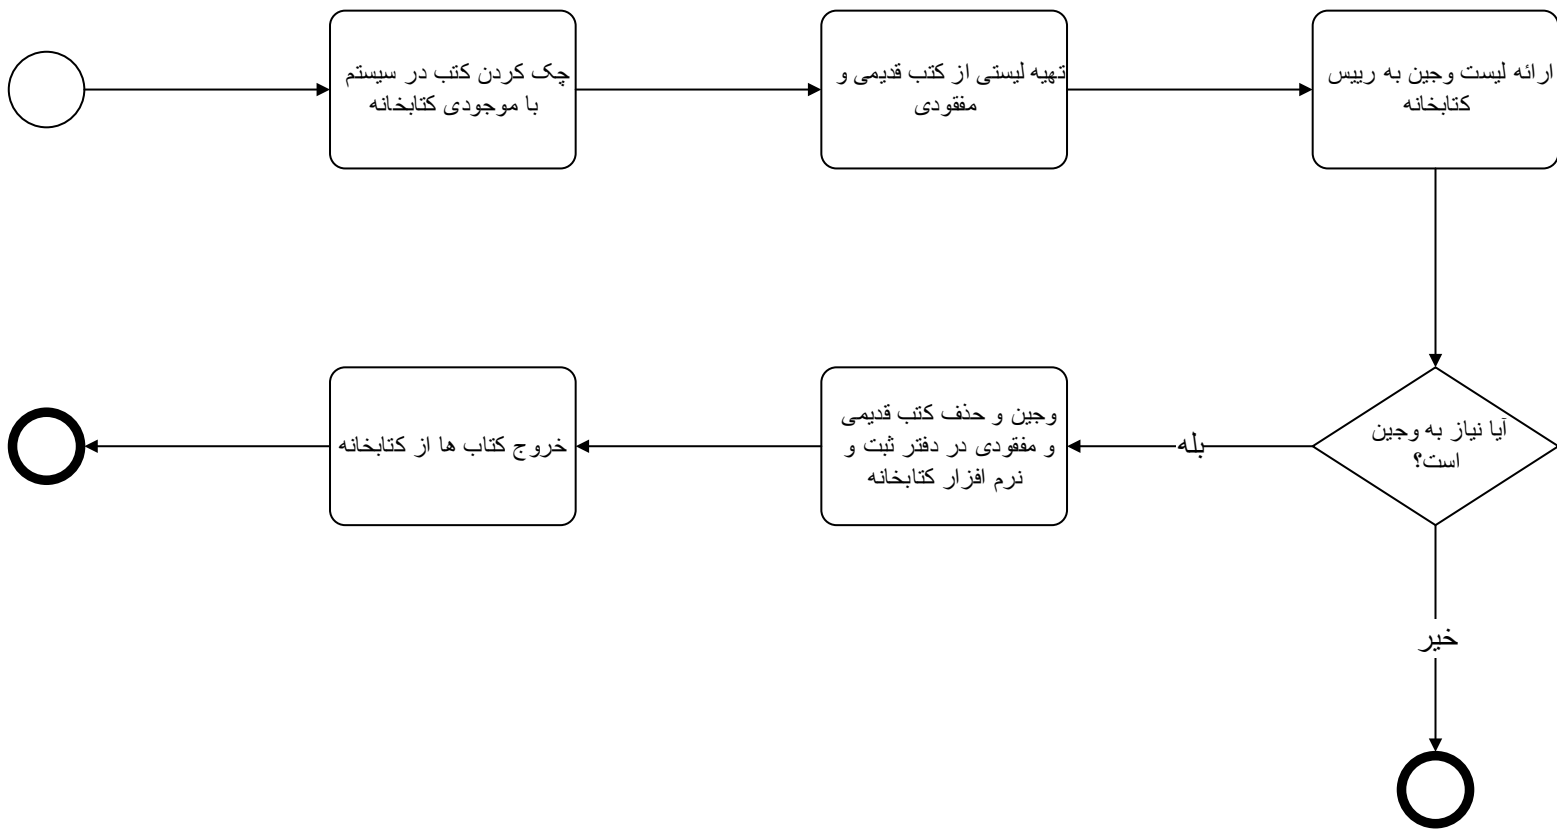 چک کردن کتب در سیستم
با موجودی کتابخانه
تهیه لیستی از کتب قدیمی و
مفقودی
ارائه لیست وجین به رییس
کتابخانه
آیا نیاز به وجین
است؟
بله
وجین و حذف کتب قدیمی
و مفقودی در دفتر ثبت و
نرم افزار کتابخانه
خروج کتاب ها از کتابخانه
خیر